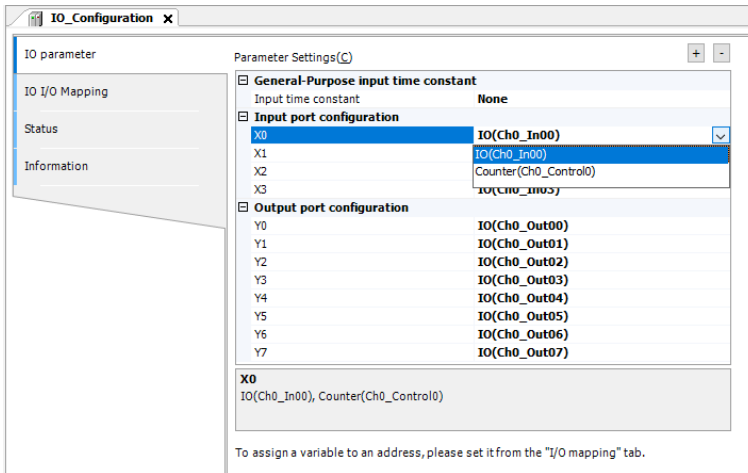 IO_Configuration X
IO parameter
IO I/O Mapping
Status
Information
Parameter Settings(C)
+ -
General-Purpose input time constant
Input time constant None
Input port configuration
X0 IO(Ch0_In00)
X1 IO(Ch0_In00)
X2 Counter(Ch0_Control0)
X3 IO(Ch0_In03)
Output port configuration
Y0 IO(Ch0_Out00)
Y1 IO(Ch0_Out01)
Y2 IO(Ch0_Out02)
Y3 IO(Ch0_Out03)
Y4 IO(Ch0_Out04)
Y5 IO(Ch0_Out05)
Y6 IO(Ch0_Out06)
Y7 IO(Ch0_Out07)
X0
IO(Ch0_In00), Counter(Ch0_Control0)
To assign a variable to an address, please set it from the "I/O mapping" tab.